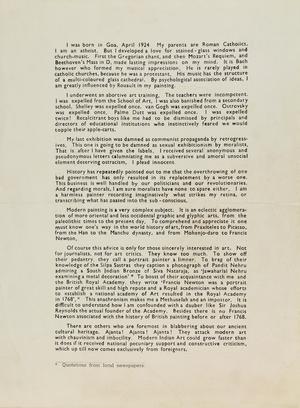 I was born in Goa, April 1924 My parents are Roman Catholics.
I am an atheist. But I developed a love for stained-glass windows and
church-music. First the Gregorian chant, and then Mozart's Requiem, and
Beethoven's Mass in D, made lasting impressions on my mind. It is Bach
however who formed my musical appreciation. He is rarely played in
catholic churches, because he was a protestant. His music has the structure
of a multi-coloured glass cathedral. By psychological association of ideas, I
am greatly influenced by Rouault in my painting.
I underwent an abortive art training. The teachers were incompetent.
I was expelled from the School of Art, I was also banished from a secondary
school, Shelley was expelled once. Van Gogh was expelled once. Ostrovsky
was expelled once, Palme Dutt was expelled once. I was expelled
twice! Recalcitrant boys like me had to be dismissed by principals and
directors of educational institutions who instinctively feared we would
topple their apple-carts.
My last exhibition was damned as communist propaganda by retrogress-
ives, This one is going to be damned as sexual exhibitionism by moralists.
That is after I have given the labels, I received several anonymous and
pseudonymous letters calumniating me as a subversive and amoral unsocial
element deserving ostracism, I plead innocent.
History has repeatedly pointed out to me that the overthrowing of one
bad government has only resulted in its replacement by a worse one.
This business is well handled by our politicians and our revolutionaries.
And regarding morals, I am sure moralists have none to spare either, I am
a harmless painter recording imaginatively what strikes my retina, or
transcribing what has passed into the sub-conscious.
Modern painting is a very complex subject. It is an eclectic agglomera-
tion of more oriental and less occidental graphic and glyptic arts, from the
paleolithic times to the present day. To comprehend and appreciate it one
must know one's way in the world history of art, from Praxiteles to Picasso,
from the Han to the Manchu dynasty, and from Mohenjo-daro to Francis
Newton,
Of course this advice is only for those sincerely interested in art. Not
for journalists, not for art critics. They know too much. To show off
their pedantry, they call a portrait painter a limner. To brag of their
knowledge of the Silpa Sastras they caption a photograph of Pandit Nehru
admiring a South Indian Bronze of Siva Nataraja, as 'Jawaharlal Nehru
examining a metal decoration' * To boast of their acquaintance with me and
the British Royal Academy, they write 'Francis Newton was a portrait
painter of great skill and high repute and a Royal academician whose efforts
to establish a national academy of Art resulted in the Royal Academy
in 1768', * This anachronism makes me a Methuselah and an impostor. It is
difficult to understand how I am confounded with a dauber like Sir Joshua
Reynolds the actual founder of the Academy. Besides there is no Francis
Newton associated with the history of British painting before or after 1768.
There are others who are foremost in blabbering about our ancient
cultural heritage. Ajanta! Ajanta! Ajanta! They attack modern art
with chauvinism and imbecility. Modern Indian Art could grow faster than
it does if it received national pecuniary support and constructive criticism,
which up till now comes exclusively from foreigners.
* Quotations from local newspapers